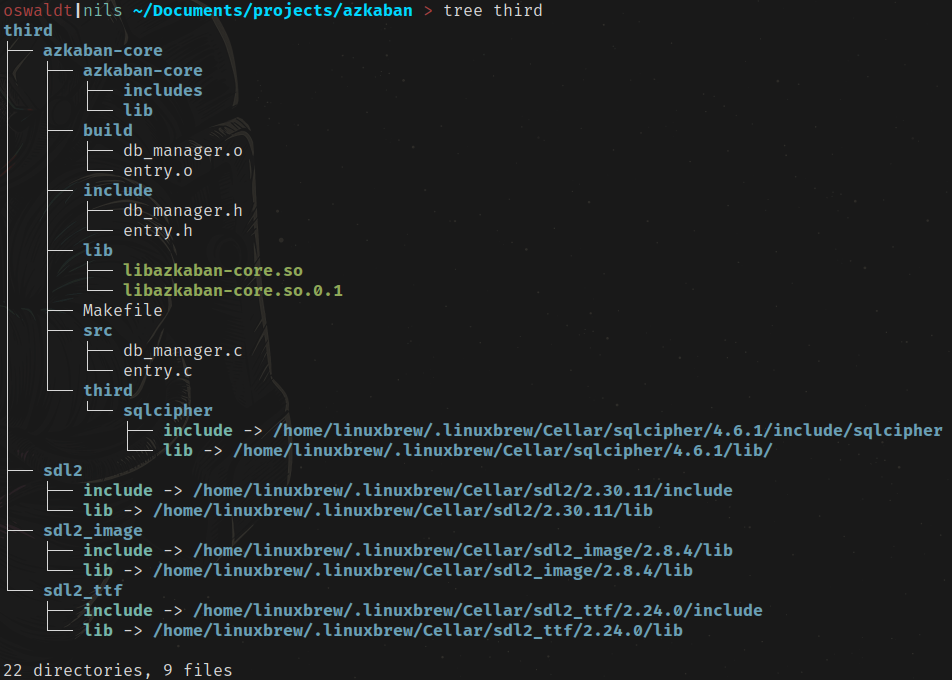 oswaldt|nils ~/Documents/projects/azkaban > tree third
third
├── azkaban-core
│   ├── azkaban-core
│   │   ├── includes
│   │   └── lib
│   ├── build
│   │   ├── db_manager.o
│   │   └── entry.o
│   ├── include
│   │   ├── db_manager.h
│   │   └── entry.h
│   ├── lib
│   │   ├── libazkaban-core.so
│   │   └── libazkaban-core.so.0.1
│   ├── Makefile
│   ├── src
│   │   ├── db_manager.c
│   │   └── entry.c
│   └── third
│       └── sqlcipher
│           ├── include -> /home/linuxbrew/.linuxbrew/Cellar/sqlcipher/4.6.1/include/sqlcipher
│           └── lib -> /home/linuxbrew/.linuxbrew/Cellar/sqlcipher/4.6.1/lib/
├── sdl2
│   ├── include -> /home/linuxbrew/.linuxbrew/Cellar/sdl2/2.30.11/include
│   └── lib -> /home/linuxbrew/.linuxbrew/Cellar/sdl2/2.30.11/lib
├── sdl2_image
│   ├── include -> /home/linuxbrew/.linuxbrew/Cellar/sdl2_image/2.8.4/lib
│   └── lib -> /home/linuxbrew/.linuxbrew/Cellar/sdl2_image/2.8.4/lib
└── sdl2_ttf
    ├── include -> /home/linuxbrew/.linuxbrew/Cellar/sdl2_ttf/2.24.0/include
    └── lib -> /home/linuxbrew/.linuxbrew/Cellar/sdl2_ttf/2.24.0/lib

22 directories, 9 files